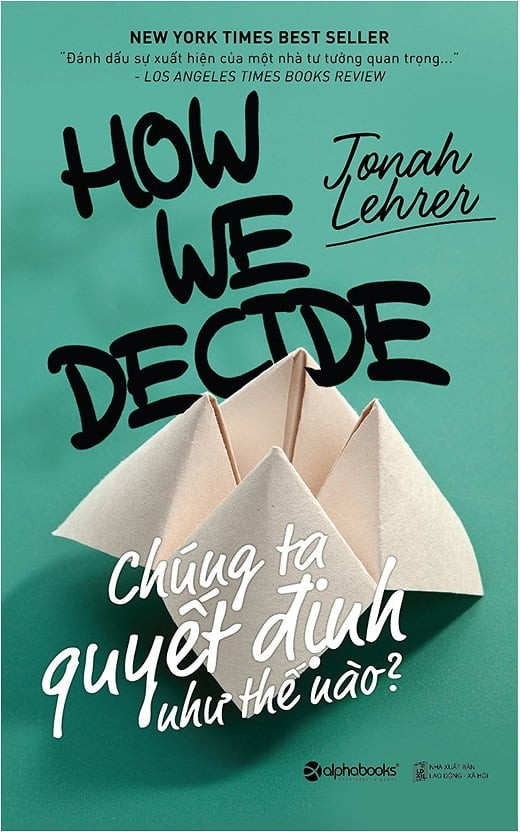 NEW YORK TIMES BEST SELLER
"Đánh dấu sự xuất hiện của một nhà tư tưởng quan trọng..."
- LOS ANGELES TIMES BOOKS REVIEW
HOW
WE
DECIDE
Jonah
Lehrer
Chúng ta
quyết định
như thế nào?
alphabooks
NHÀ XUẤT BẢN
LAO ĐỘNG - XÃ HỘI